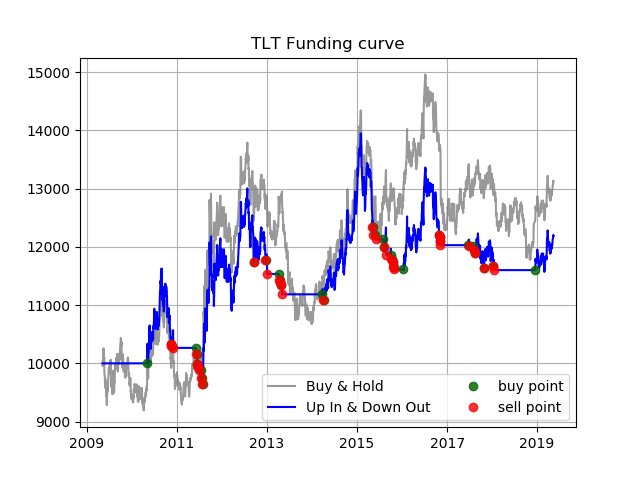 TLT Funding curve
15000
14000
13000
12000
11000
10000
9000
2009 2011 2013 2015 2017 2019
Buy & Hold
Up In & Down Out
buy point
sell point